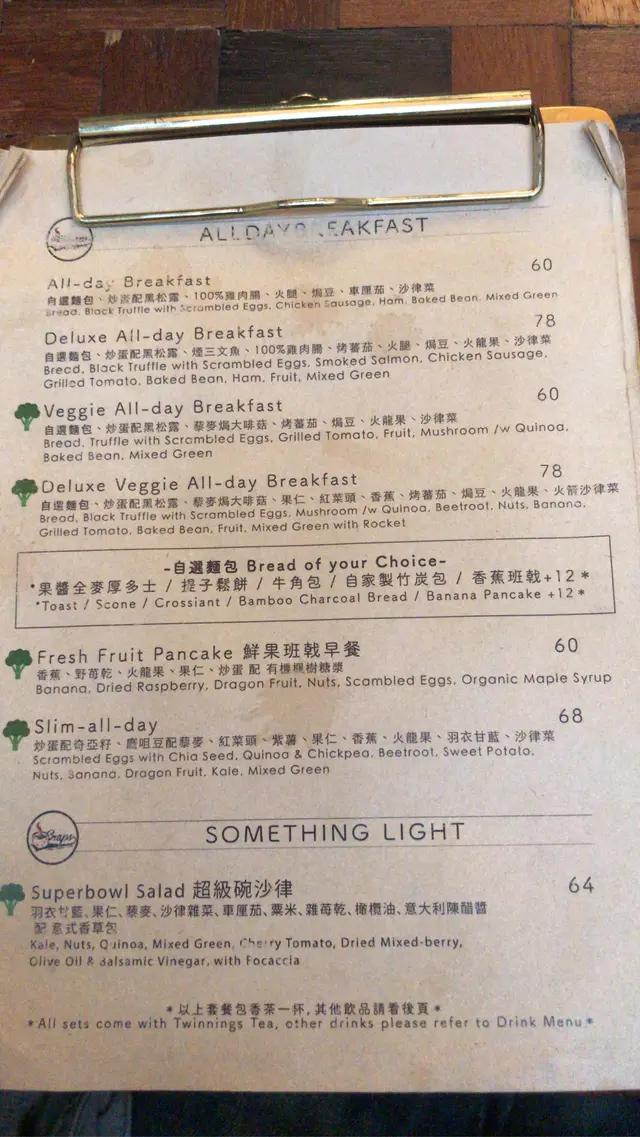 ALLDAYBREAKFAST
All-day Breakfast 60
自選麵包、炒蛋配黑松露、100%雞肉腸、火腿、焗豆、車厘茄、沙律菜
Bread, Black Truffle with Scrambled Eggs, Chicken Sausage, Ham, Baked Bean, Mixed Green
Deluxe All-day Breakfast 78
自選麵包、炒蛋配黑松露、煙三文魚、100%雞肉腸、烤蕃茄、火腿、焗豆、火龍果、沙律菜
Bread, Black Truffle with Scrambled Eggs, Smoked Salmon, Chicken Sausage,
Grilled Tomato, Baked Bean, Ham, Fruit, Mixed Green
Veggie All-day Breakfast 60
自選麵包、炒蛋配黑松露、藜麥焗大啡菇、烤蕃茄、焗豆、火龍果、沙律菜
Bread, Truffle with Scrambled Eggs, Grilled Tomato, Fruit, Mushroom /w Quinoa,
Baked Bean, Mixed Green
Deluxe Veggie All-day Breakfast 78
自選麵包、炒蛋配黑松露、藜麥焗大啡菇、果仁、紅菜頭、香蕉、烤蕃茄、焗豆、火龍果、火箭沙律菜
Bread, Black Truffle with Scrambled Eggs, Mushroom /w Quinoa, Beetroot, Nuts, Banana,
Grilled Tomato, Baked Bean, Fruit, Mixed Green with Rocket
-自選麵包 Bread of your Choice-
*果醬全麥厚多士 / 提子鬆餅 / 牛角包 / 自家製竹炭包 / 香蕉班戟+12*
*Toast / Scone / Crossiant / Bamboo Charcoal Bread / Banana Pancake +12*
Fresh Fruit Pancake 鮮果班戟早餐 60
香蕉、野苺乾、火龍果、果仁、炒蛋 配 有機楓樹糖漿
Banana, Dried Raspberry, Dragon Fruit, Nuts, Scambled Eggs, Organic Maple Syrup
Slim-all-day 68
炒蛋配奇亞籽、鷹咀豆配藜麥、紅菜頭、紫薯、果仁、香蕉、火龍果、羽衣甘藍、沙律菜
Scrambled Eggs with Chia Seed, Quinoa & Chickpea, Beetroot, Sweet Potato,
Nuts, Banana, Dragon Fruit, Kale, Mixed Green
SOMETHING LIGHT
Superbowl Salad 超級碗沙律 64
羽衣甘藍、果仁、藜麥、沙律雜菜、車厘茄、粟米、雜苺乾、橄欖油、意大利陳醋醬
配 意式香草包
Kale, Nuts, Quinoa, Mixed Green, Cherry Tomato, Dried Mixed-berry,
Olive Oil & Balsamic Vinegar, with Focaccia
*以上套餐包香茶一杯,其他飲品請看後頁*
*All sets come with Twinnings Tea, other drinks please refer to Drink Menu*